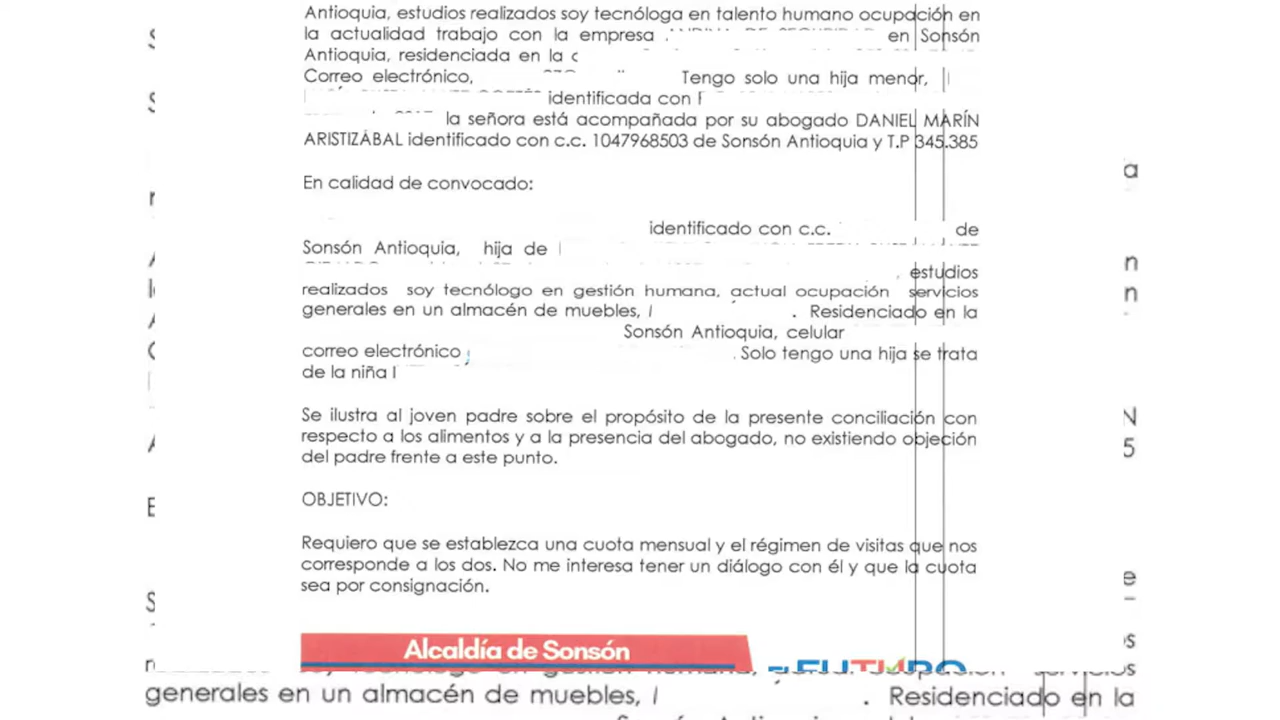 Antioquia, estudios realizados soy tecnóloga en talento humano ocupación en
la actualidad trabajo con la empresa en Sonsón
Antioquia, residenciada en la
Correo electrónico, Tengo solo una hija menor,
identificada con
la señora está acompañada por su abogado DANIEL MARÍN
ARISTIZÁBAL identificado con c.c. 1047968503 de Sonsón Antioquia y T.P 345.385
En calidad de convocado:
identificado con c.c. de
Sonsón Antioquia, hija de
estudios
realizados soy tecnólogo en gestión humana, actual ocupación servicios
generales en un almacén de muebles, . Residenciado en la
Sonsón Antioquia, celular
correo electrónico . Solo tengo una hija se trata
de la niña
Se ilustra al joven padre sobre el propósito de la presente conciliación con
respecto a los alimentos y a la presencia del abogado, no existiendo objeción
del padre frente a este punto.
OBJETIVO:
Requiero que se establezca una cuota mensual y el régimen de visitas que nos
corresponde a los dos. No me interesa tener un diálogo con él y que la cuota
sea por consignación.
Alcaldía de Sonsón
generales en un almacén de muebles, . Residenciado en la